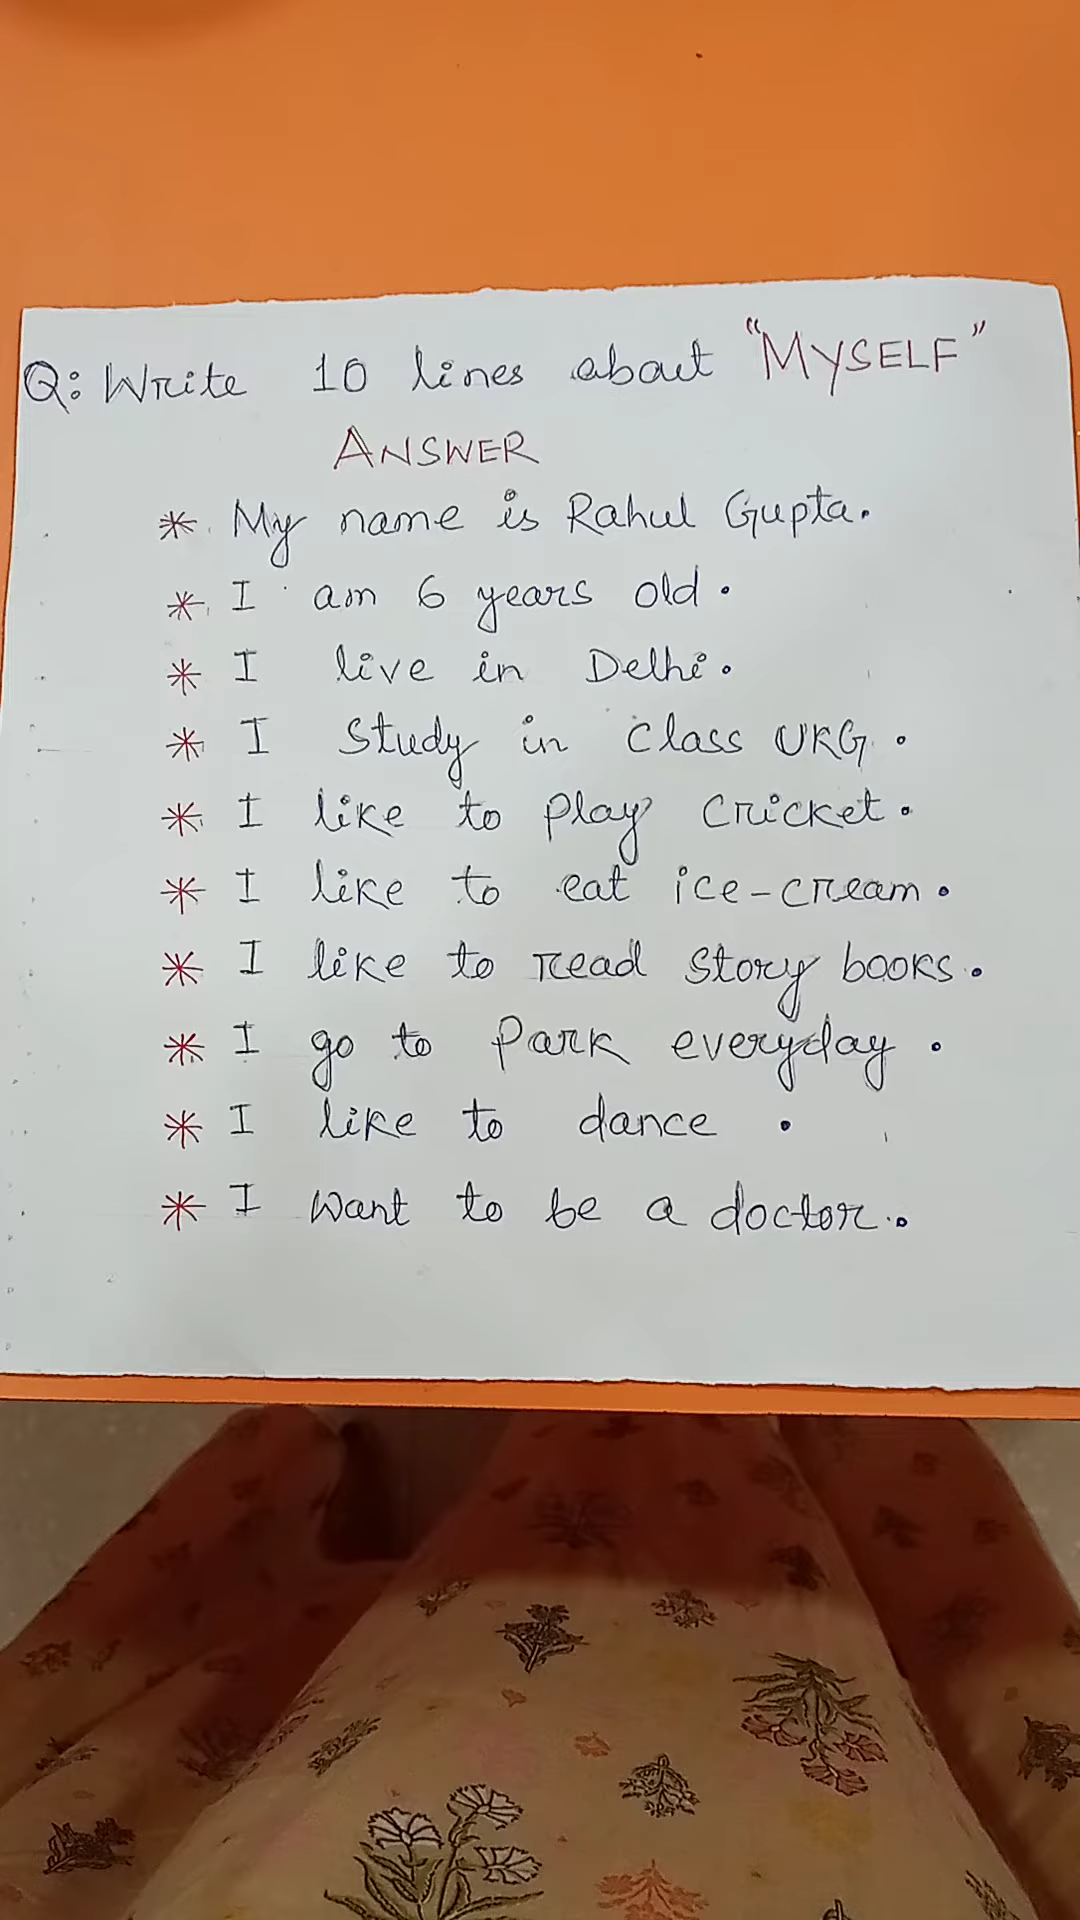 Q: Write 10 lines about "MYSELF"
ANSWER
* My name is Rahul Gupta.
* I am 6 years old.
* I live in Delhi.
* I study in class UKG.
* I like to play cricket.
* I like to eat ice-cream.
* I like to read story books.
* I go to park everyday.
* I like to dance.
* I want to be a doctor.